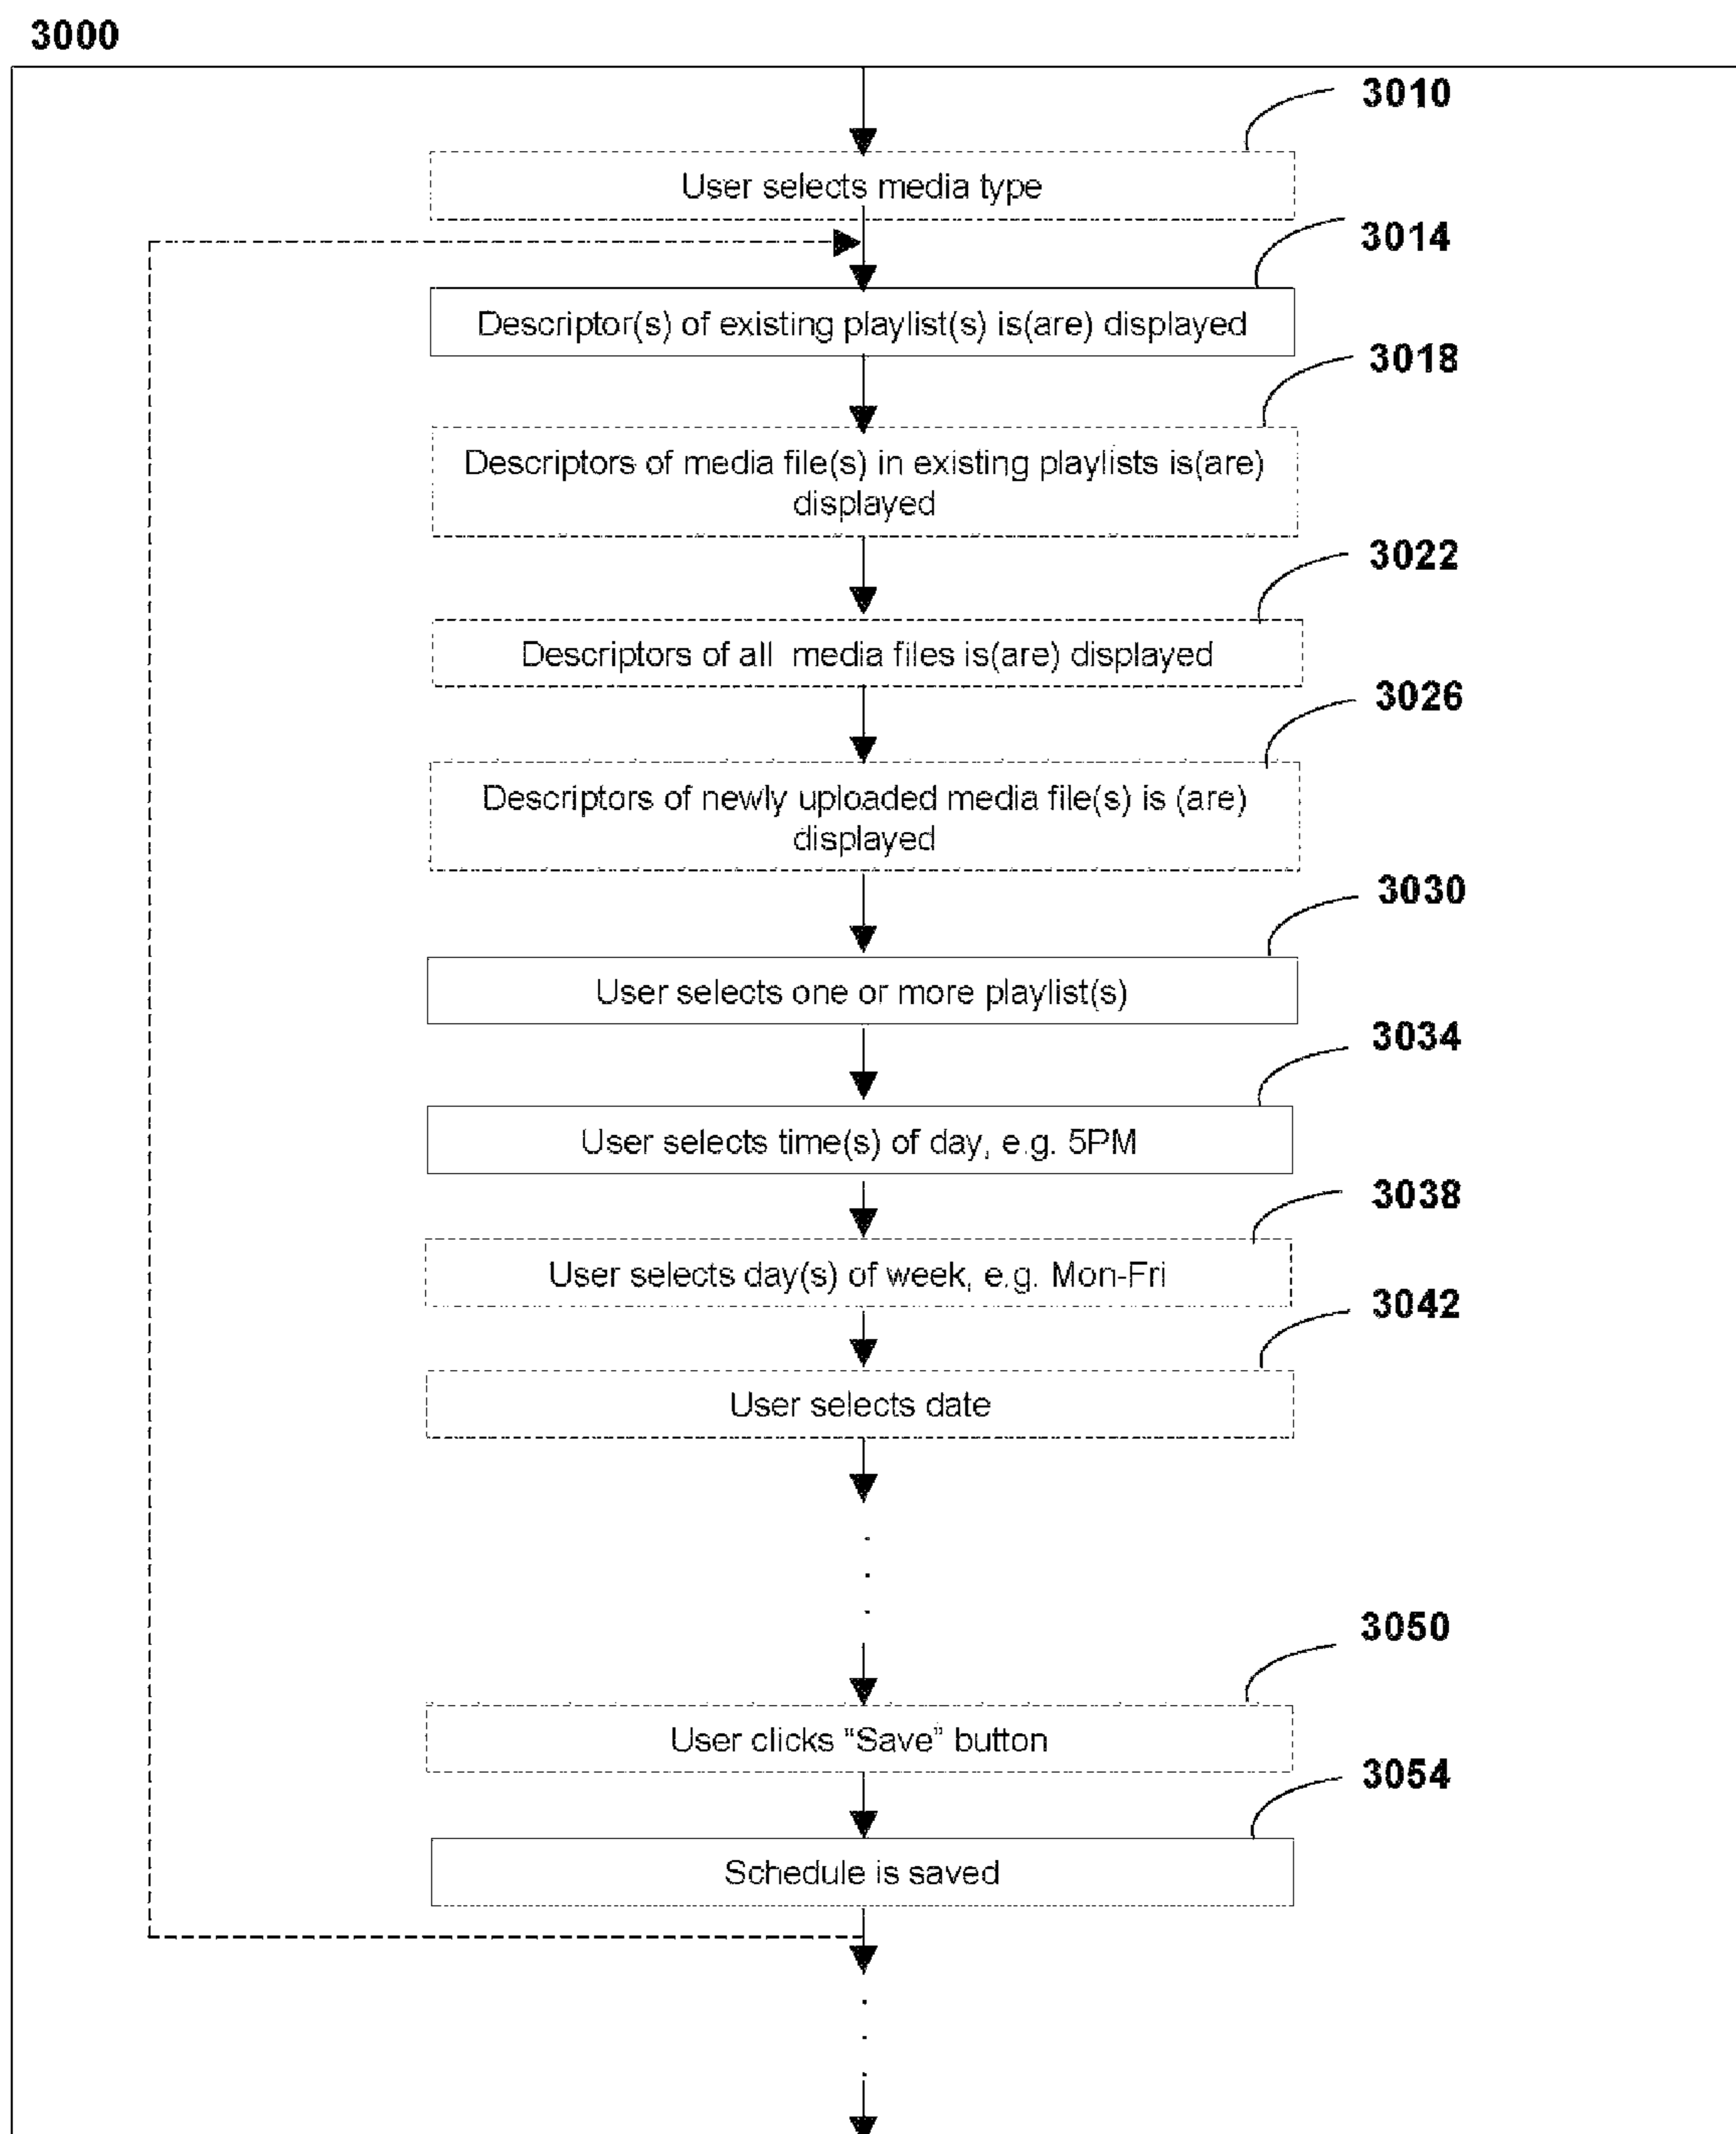 3000
3010
User selects media type
3014
Descriptor(s) of existing playlist(s) is(are) displayed
3018
Descriptors of media file(s) in existing playlists is(are)
displayed
3022
Descriptors of all media files is(are) displayed
3026
Descriptors of newly uploaded media file(s) is (are)
displayed
3030
User selects one or more playlist(s)
3034
User selects time(s) of day, e.g. 5PM
3038
User selects day(s) of week, e.g. Mon-Fri
3042
User selects date
3050
User clicks “Save” button
3054
Schedule is saved